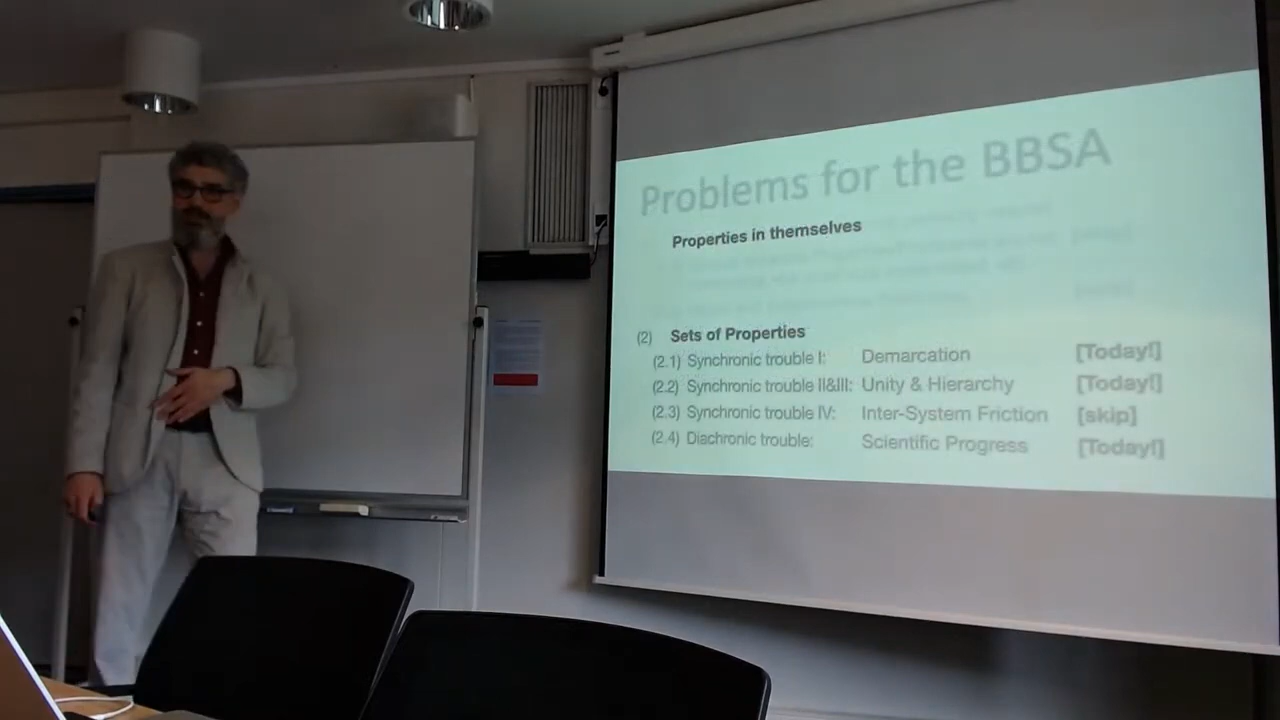 Problems for the BBSA
Properties in themselves
(2) Sets of Properties
(2.1) Synchronic trouble I: Demarcation [Today!]
(2.2) Synchronic trouble II&III: Unity & Hierarchy [Today!]
(2.3) Synchronic trouble IV: Inter-System Friction [skip]
(2.4) Diachronic trouble: Scientific Progress [Today!]